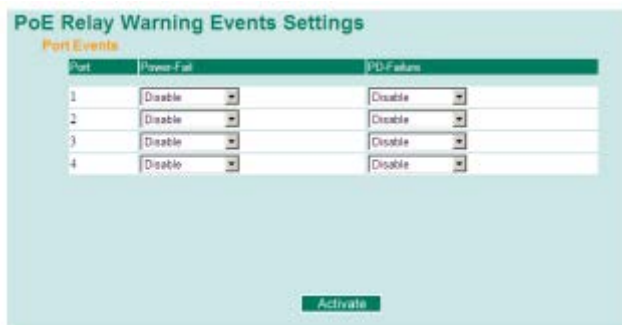 PoE Relay Warning Events Settings
Port Events
Port Power-Fail PD-Failure
1 Disable Disable
2 Disable Disable
3 Disable Disable
4 Disable Disable
Activate